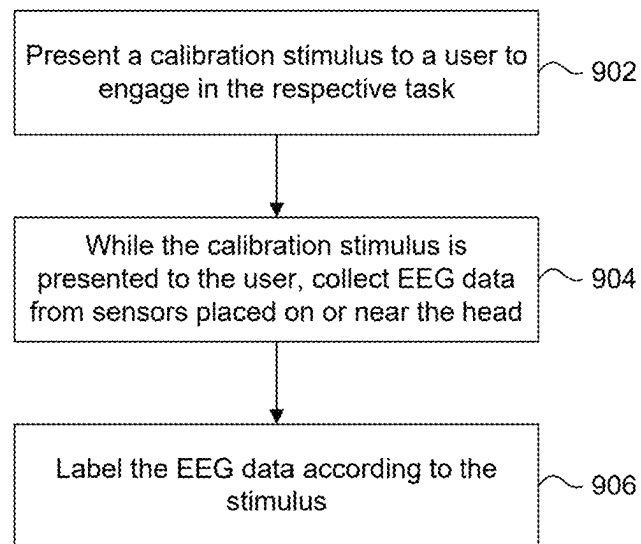 Present a calibration stimulus to a user to
engage in the respective task
902
While the calibration stimulus is
presented to the user, collect EEG data
from sensors placed on or near the head
904
Label the EEG data according to the
stimulus
906